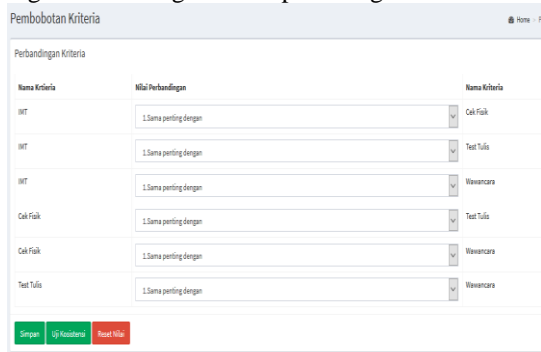 Pembobotan Kriteria
Home
Perbandingan Kriteria
Nama Krtieria Nilai Perbandingan Nama Kriteria
IMT 1.Sama penting dengan Cek Fisik
IMT 1.Sama penting dengan Test Tulis
IMT 1.Sama penting dengan Wawancara
Cek Fisik 1.Sama penting dengan Test Tulis
Cek Fisik 1.Sama penting dengan Wawancara
Test Tulis 1.Sama penting dengan Wawancara
Simpan Uji Kosistensi Reset Nilai